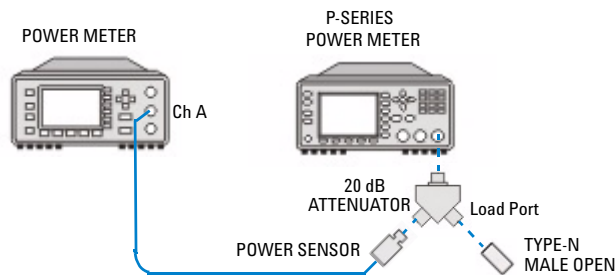 POWER METER
P-SERIES
POWER METER
Ch A
20 dB
ATTENUATOR
Load Port
POWER SENSOR
TYPE-N
MALE OPEN